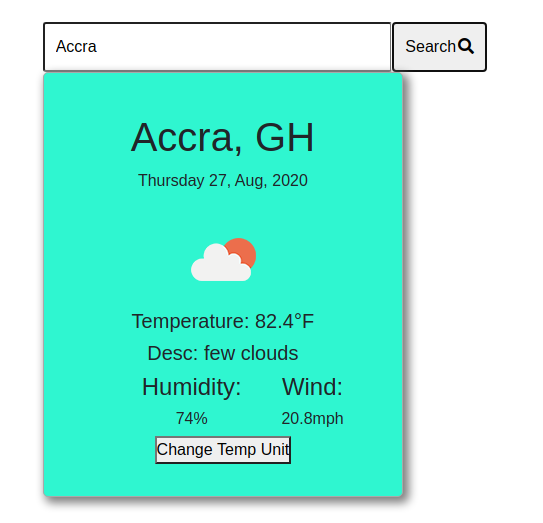 Accra Search
Accra, GH
Thursday 27, Aug, 2020
Temperature: 82.4°F
Desc: few clouds
Humidity: Wind:
74% 20.8mph
Change Temp Unit